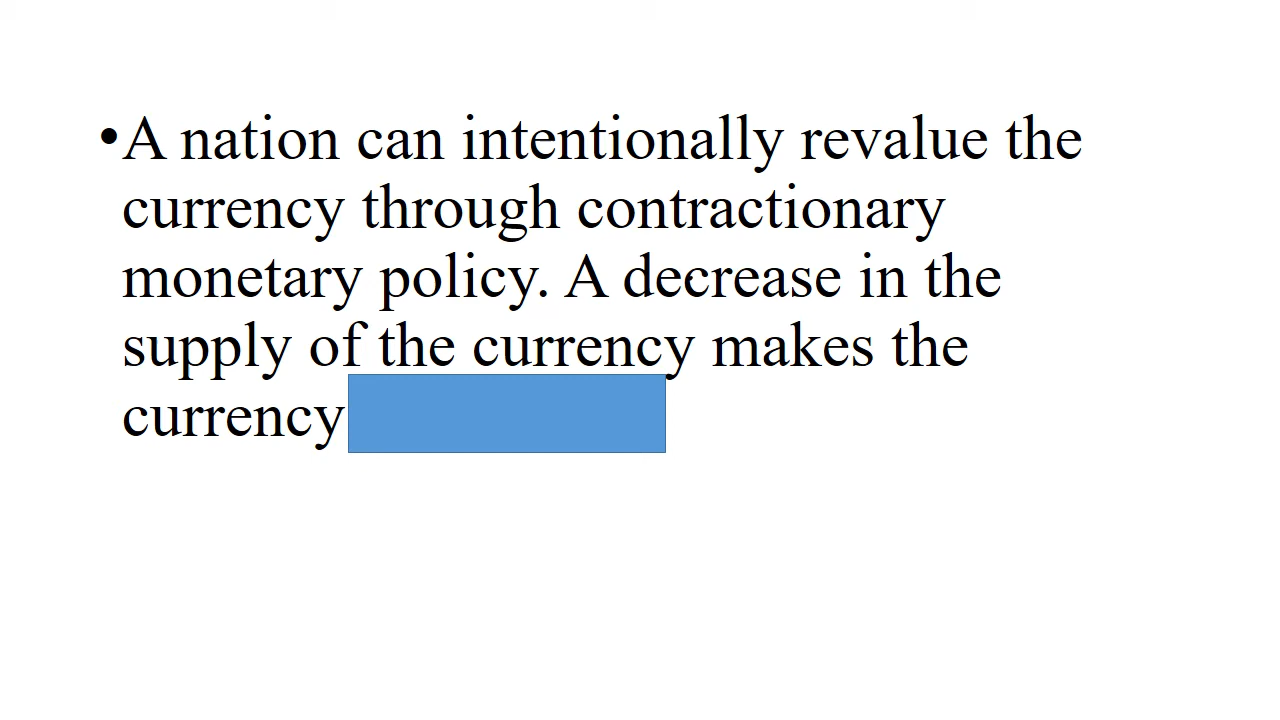 •A nation can intentionally revalue the
currency through contractionary
monetary policy. A decrease in the
supply of the currency makes the
currency